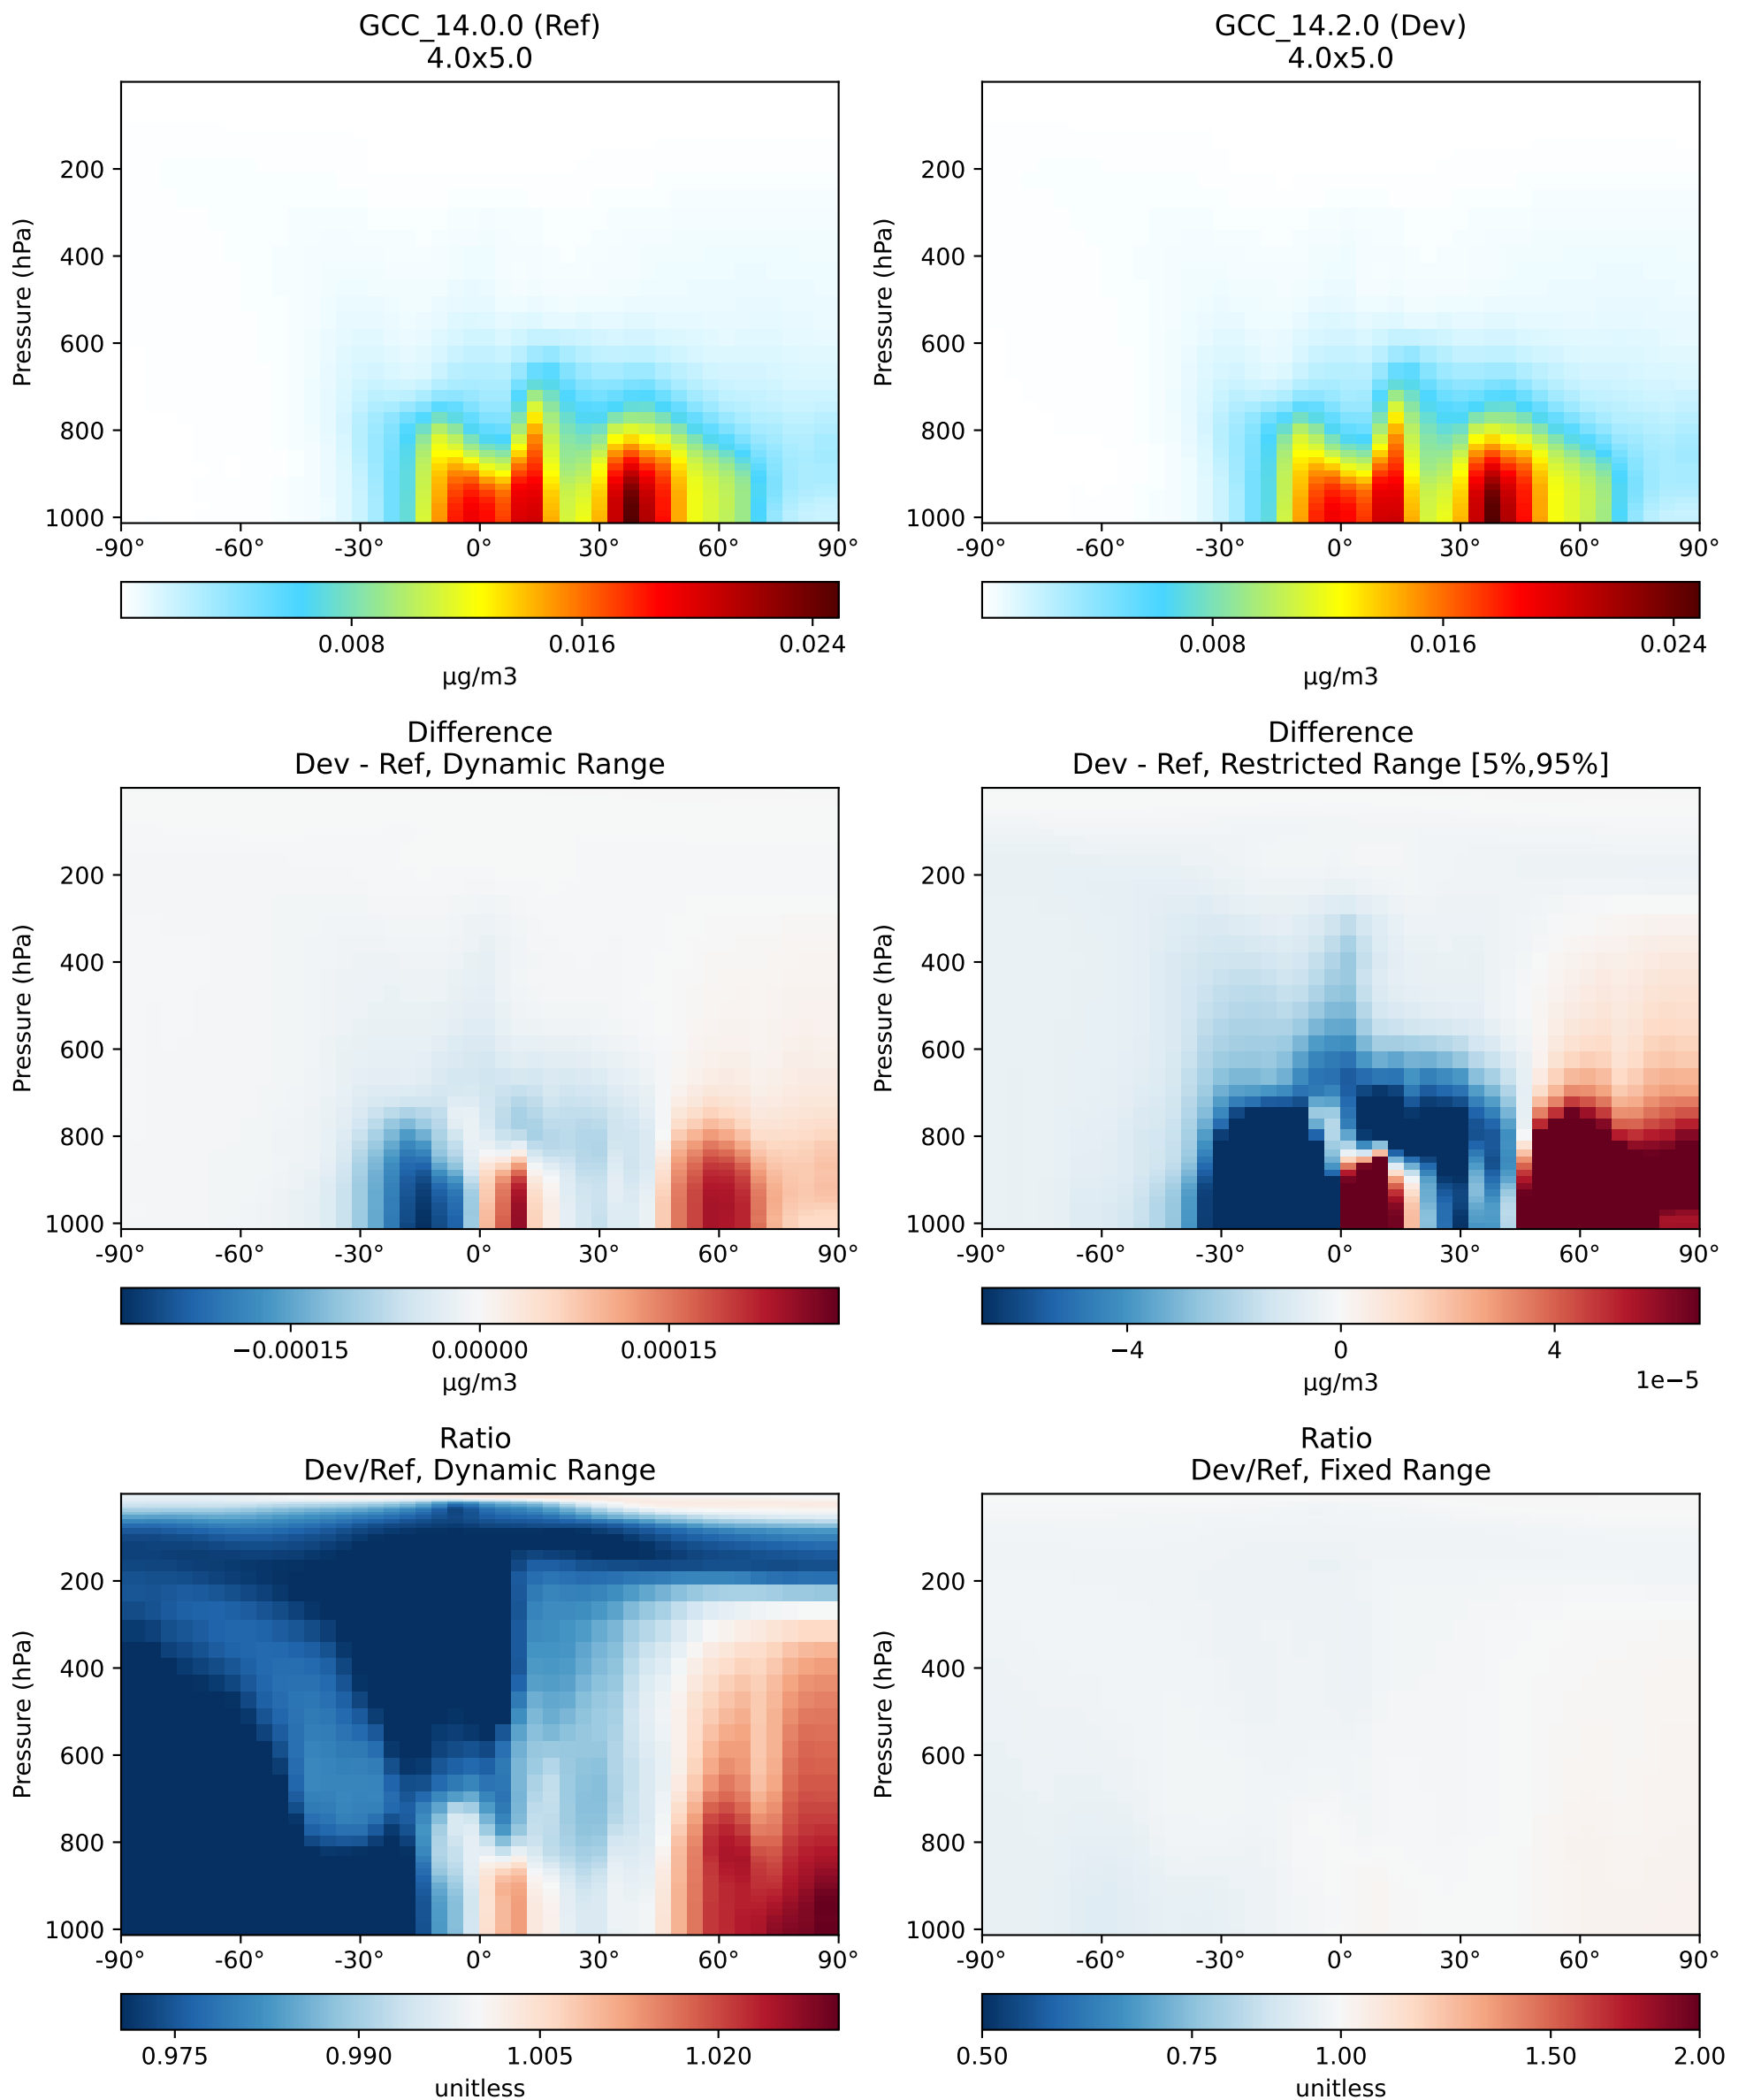 GCC_14.0.0 (Ref)
4.0x5.0
Pressure (hPa)
200
400
600
800
1000
-90° -60° -30° 0° 30° 60° 90°
0.008 0.016 0.024
μg/m3
GCC_14.2.0 (Dev)
4.0x5.0
Pressure (hPa)
200
400
600
800
1000
-90° -60° -30° 0° 30° 60° 90°
0.008 0.016 0.024
μg/m3
Difference
Dev - Ref, Dynamic Range
Pressure (hPa)
200
400
600
800
1000
-90° -60° -30° 0° 30° 60° 90°
−0.00015 0.00000 0.00015
μg/m3
Difference
Dev - Ref, Restricted Range [5%,95%]
Pressure (hPa)
200
400
600
800
1000
-90° -60° -30° 0° 30° 60° 90°
−4 0 4
1e−5
μg/m3
Ratio
Dev/Ref, Dynamic Range
Pressure (hPa)
200
400
600
800
1000
-90° -60° -30° 0° 30° 60° 90°
0.975 0.990 1.005 1.020
unitless
Ratio
Dev/Ref, Fixed Range
Pressure (hPa)
200
400
600
800
1000
-90° -60° -30° 0° 30° 60° 90°
0.50 0.75 1.00 1.50 2.00
unitless